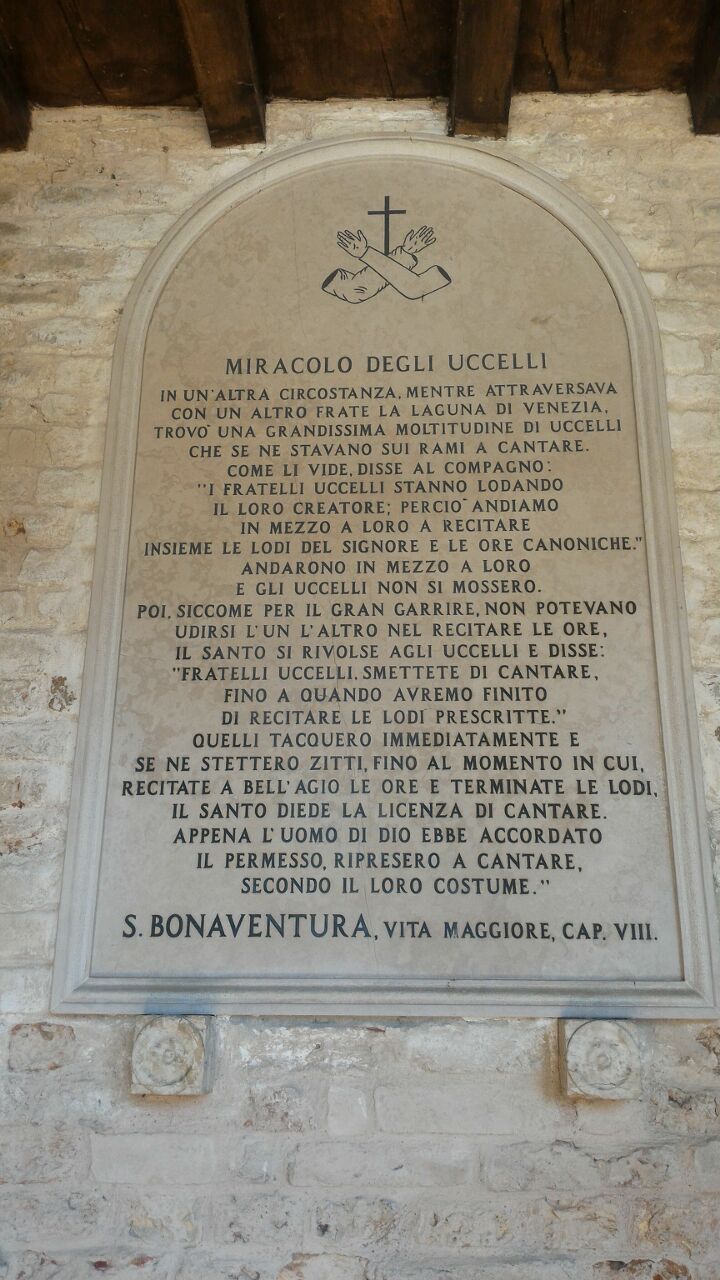 MIRACOLO DEGLI UCCELLI
IN UN'ALTRA CIRCOSTANZA, MENTRE ATTRAVERSAVA
CON UN ALTRO FRATE LA LAGUNA DI VENEZIA,
TROVO' UNA GRANDISSIMA MOLTITUDINE DI UCCELLI
CHE SE NE STAVANO SUI RAMI A CANTARE.
COME LI VIDE, DISSE AL COMPAGNO:
"I FRATELLI UCCELLI STANNO LODANDO
IL LORO CREATORE; PERCIO' ANDIAMO
IN MEZZO A LORO A RECITARE
INSIEME LE LODI DEL SIGNORE E LE ORE CANONICHE."
ANDARONO IN MEZZO A LORO
E GLI UCCELLI NON SI MOSSERO.
POI, SICCOME PER IL GRAN GARRIRE, NON POTEVANO
UDIRSI L'UN L'ALTRO NEL RECITARE LE ORE,
IL SANTO SI RIVOLSE AGLI UCCELLI E DISSE:
"FRATELLI UCCELLI, SMETTETE DI CANTARE,
FINO A QUANDO AVREMO FINITO
DI RECITARE LE LODI PRESCRITTE."
QUELLI TACQUERO IMMEDIATAMENTE E
SE NE STETTERO ZITTI, FINO AL MOMENTO IN CUI,
RECITATE A BELL'AGIO LE ORE E TERMINATE LE LODI,
IL SANTO DIEDE LA LICENZA DI CANTARE.
APPENA L'UOMO DI DIO EBBE ACCORDATO
IL PERMESSO, RIPRESERO A CANTARE,
SECONDO IL LORO COSTUME."
S. BONAVENTURA, VITA MAGGIORE, CAP. VIII.